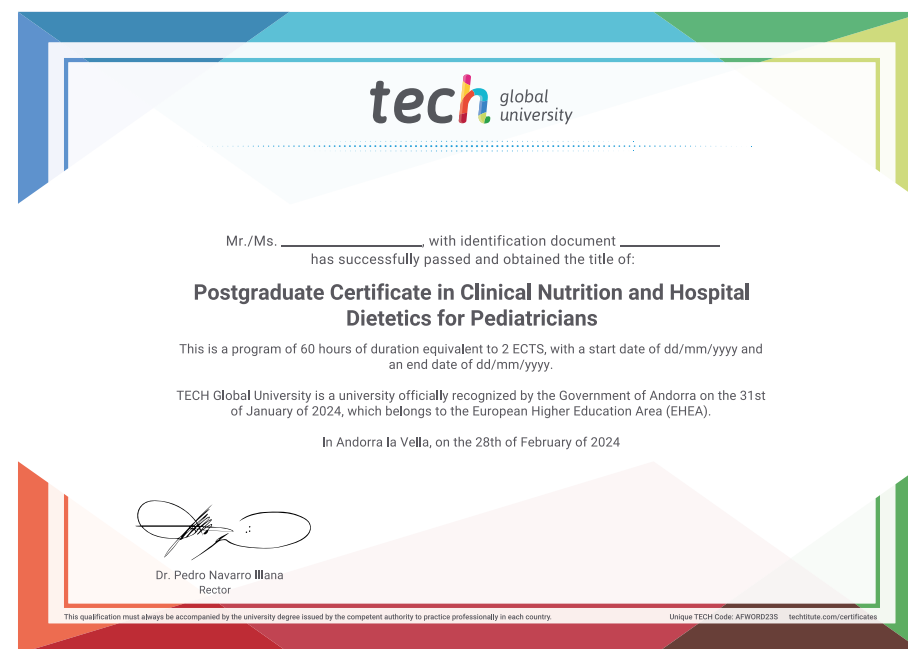 tech global university
Mr./Ms. ____________________, with identification document ______________
has successfully passed and obtained the title of:
Postgraduate Certificate in Clinical Nutrition and Hospital
Dietetics for Pediatricians
This is a program of 60 hours of duration equivalent to 2 ECTS, with a start date of dd/mm/yyyy and
an end date of dd/mm/yyyy.
TECH Global University is a university officially recognized by the Government of Andorra on the 31st
of January of 2024, which belongs to the European Higher Education Area (EHEA).
In Andorra la Vella, on the 28th of February of 2024
Dr. Pedro Navarro Illana
Rector
This qualification must always be accompanied by the university degree issued by the competent authority to practice professionally in each country.
Unique TECH Code: AFWORD23S techtitute.com/certificates